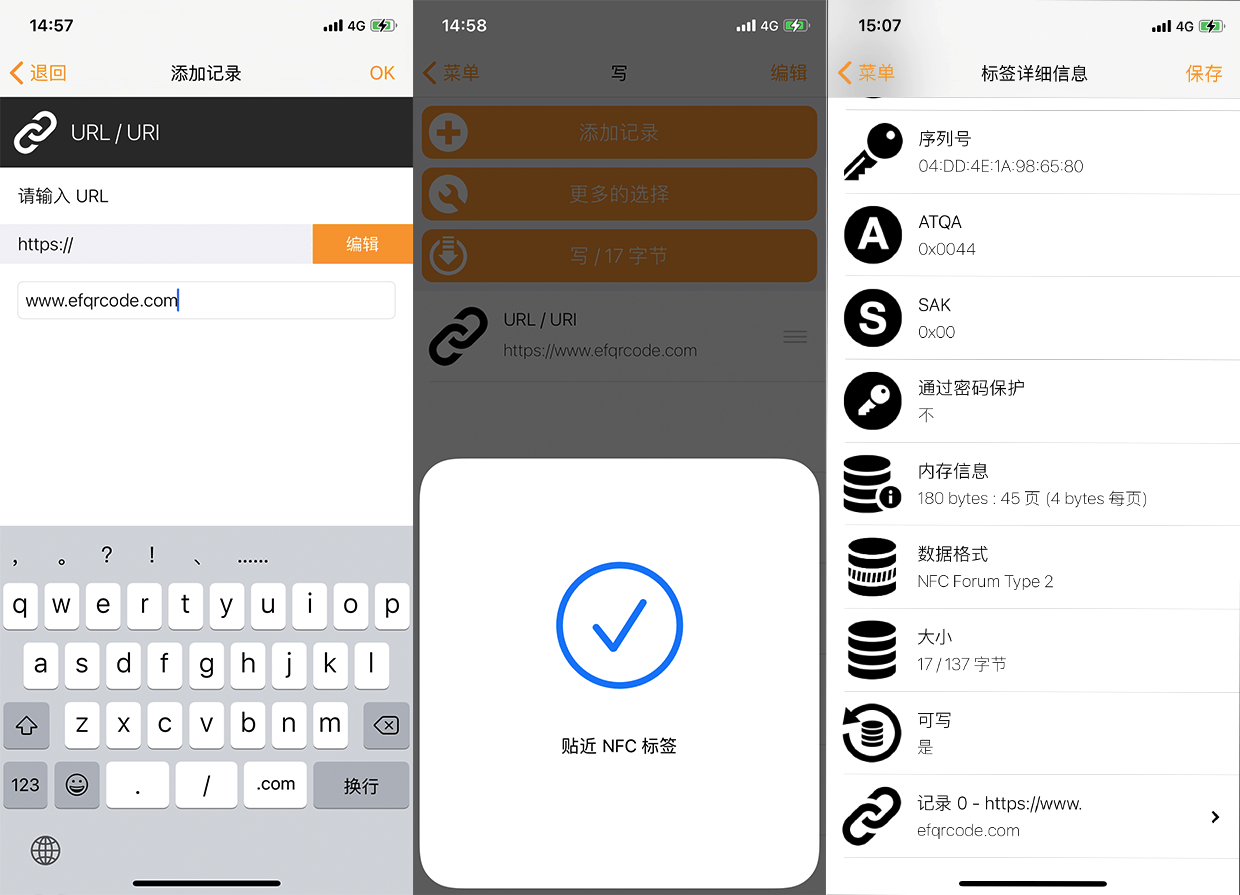 14:57
4G
退回
添加记录
OK
URL / URI
请输入 URL
https://
编辑
www.efqrcode.com
， 。 ？ ！ 、 ……
q w e r t y u i o p
a s d f g h j k l
z x c v b n m
123 . / .com 换行
14:58
4G
菜单
写
编辑
添加记录
更多的选择
写 / 17 字节
URL / URI
https://www.efqrcode.com
贴近 NFC 标签
15:07
4G
菜单
标签详细信息
保存
序列号
04:DD:4E:1A:98:65:80
A
ATQA
0x0044
S
SAK
0x00
通过密码保护
不
内存信息
180 bytes : 45 页 (4 bytes 每页)
数据格式
NFC Forum Type 2
大小
17 / 137 字节
可写
是
记录 0 - https://www.
efqrcode.com